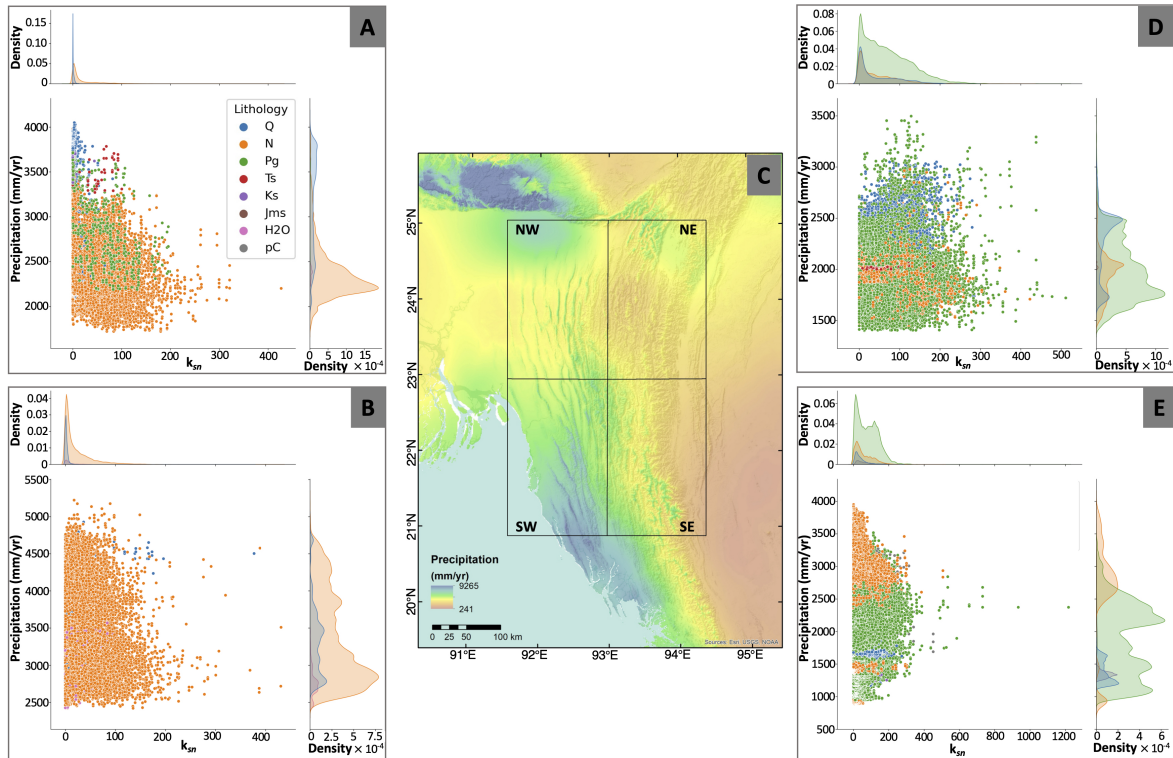 A
Density
0.15
0.10
0.05
0
Precipitation (mm/yr)
4000
3500
3000
2500
2000
Lithology
Q
N
Pg
Ts
Ks
Jms
H2O
pC
0 100 200 300 400
ksn
0 5 10 15
Density × 10-4
B
Density
0.04
0.03
0.02
0.01
0
Precipitation (mm/yr)
5500
5000
4500
4000
3500
3000
2500
0 100 200 300 400
ksn
0 2.5 5 7.5
Density × 10-4
C
NW NE
SW SE
25°N
24°N
23°N
22°N
21°N
20°N
Precipitation
(mm/yr)
9265
241
0 25 50 100 km
Sources: Esri, USGS, NOAA
91°E 92°E 93°E 94°E 95°E
D
Density
0.08
0.06
0.04
0.02
0
Precipitation (mm/yr)
3500
3000
2500
2000
1500
0 100 200 300 400 500
ksn
0 5 10
Density × 10-4
E
Density
0.06
0.04
0.02
0
Precipitation (mm/yr)
4000
3500
3000
2500
2000
1500
1000
500
0 200 400 600 800 1000 1200
ksn
0 2 4 6
Density × 10-4